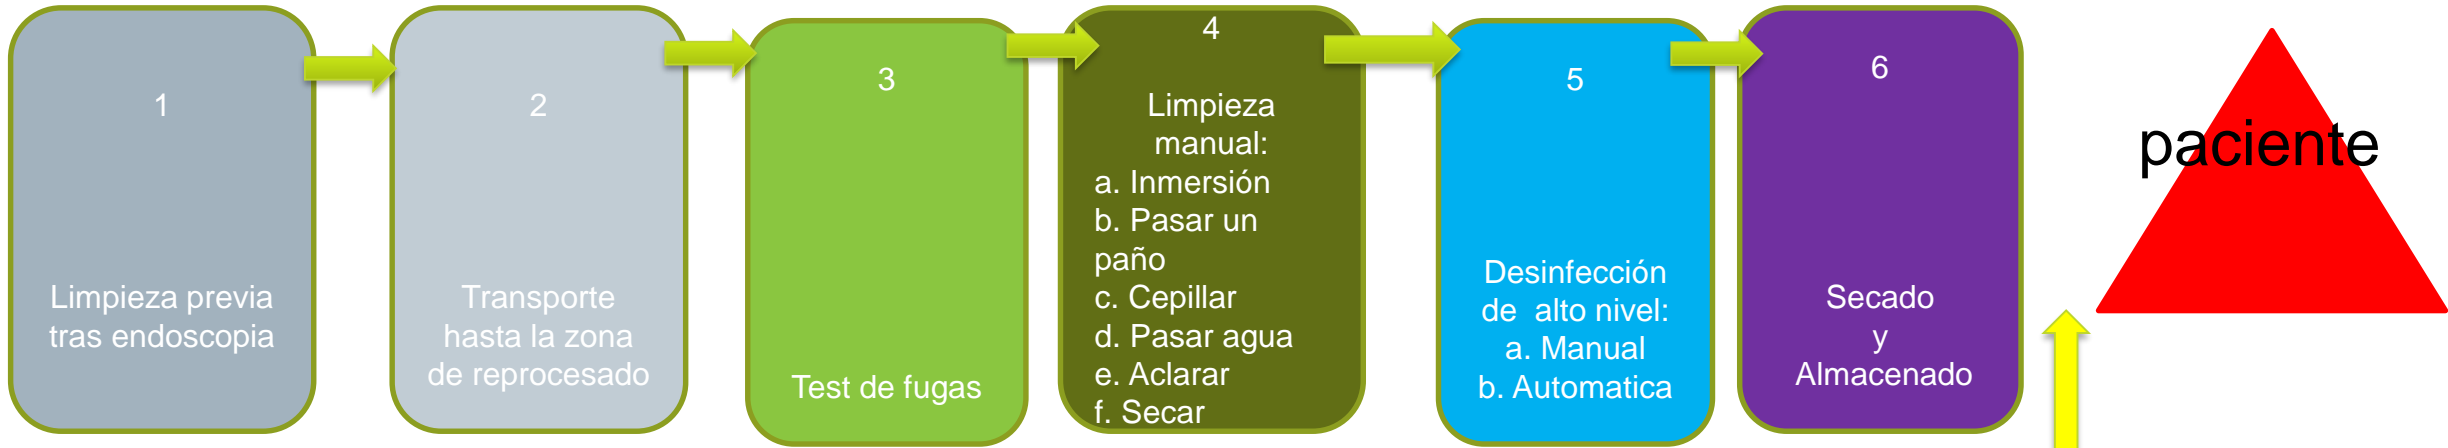 1
Limpieza previa
tras endoscopia
2
Transporte
hasta la zona
de reprocesado
3
Test de fugas
4
Limpieza
manual:
a. Inmersión
b. Pasar un
paño
c. Cepillar
d. Pasar agua
e. Aclarar
f. Secar
5
Desinfección
de alto nivel:
a. Manual
b. Automatica
6
Secado
y
Almacenado
paciente